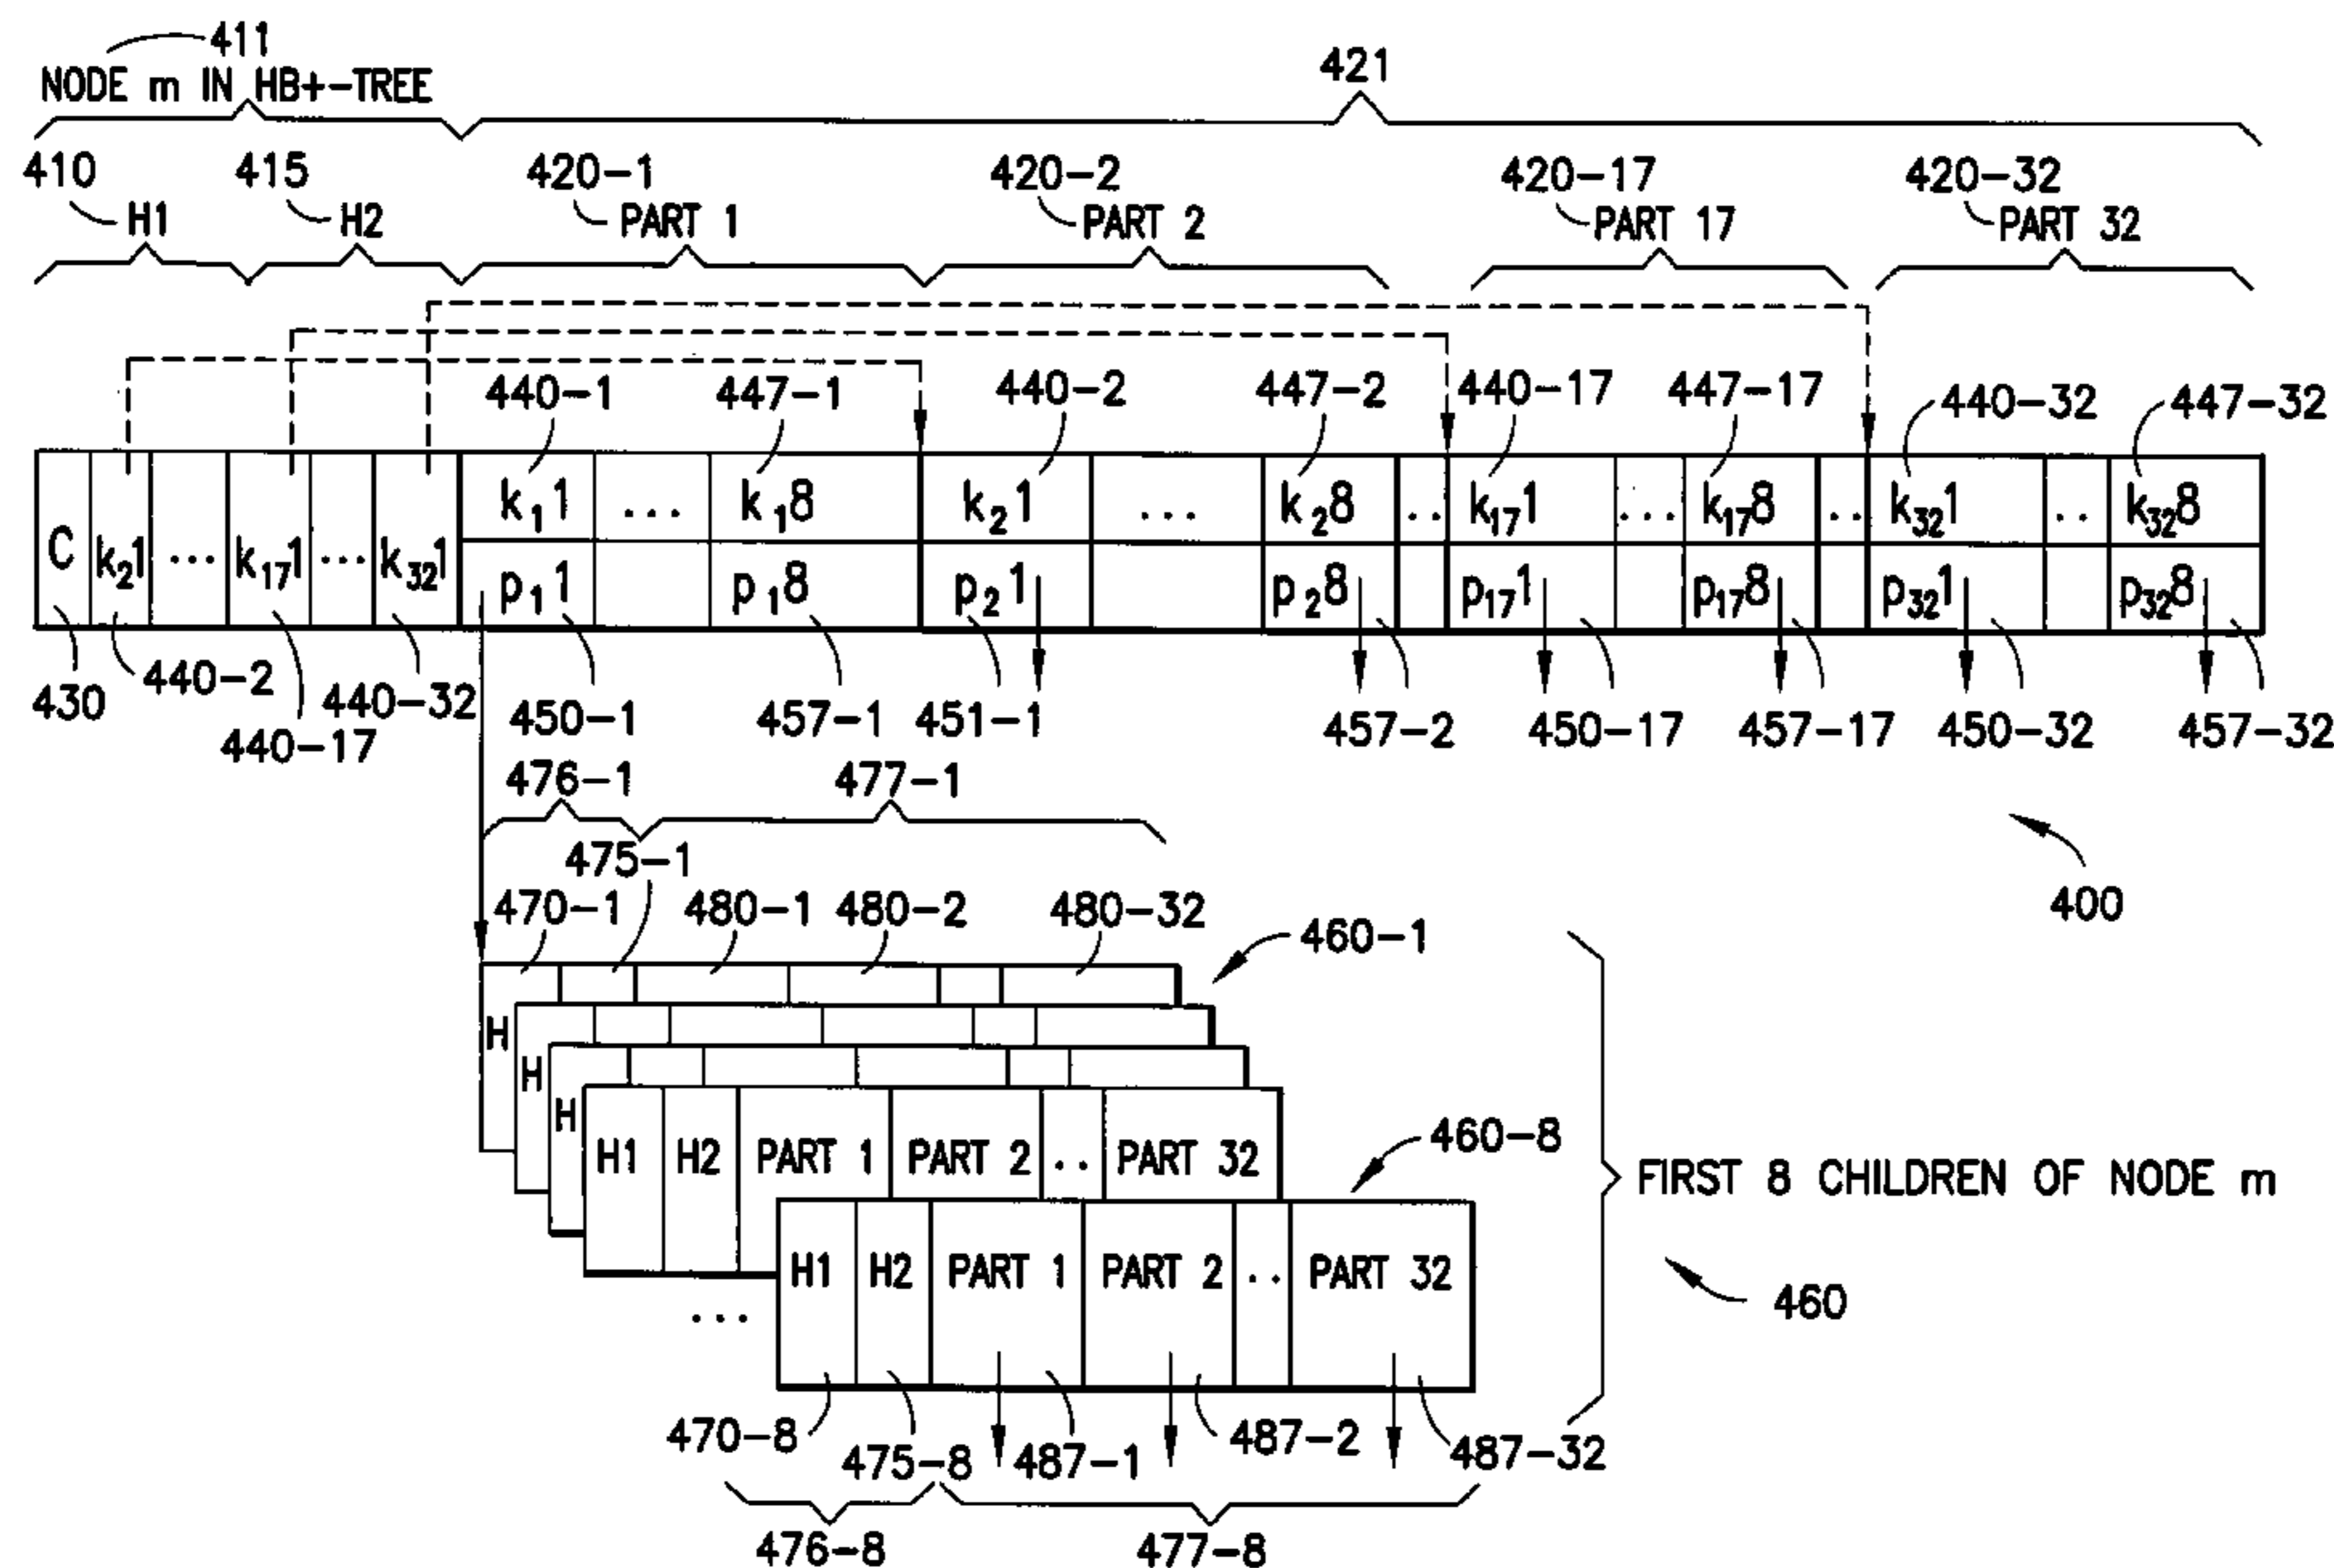 411
NODE m IN HB+-TREE
421
410 415 420-1 420-2 420-17 420-32
H1 H2 PART 1 PART 2 PART 17 PART 32
440-1 447-1 440-2 447-2 440-17 447-17 440-32 447-32
k₁1 ... k₁8 k₂1 ... k₂8 .. k₁₇1 ... k₁₇8 .. k₃₂1 .. k₃₂8
C k₂1 ... k₁₇1 ... k₃₂1
p₁1 p₁8 p₂1 p₂8 p₁₇1 p₁₇8 p₃₂1 p₃₂8
430 440-2 440-17 440-32 450-1 457-1 451-1 457-2 450-17 457-17 450-32 457-32
476-1 477-1
475-1
400
470-1 480-1 480-2 480-32
460-1
H
H
H
H1 H2 PART 1 PART 2 .. PART 32
460-8
FIRST 8 CHILDREN OF NODE m
H1 H2 PART 1 PART 2 .. PART 32
460
...
470-8 475-8 487-1 487-2 487-32
476-8 477-8